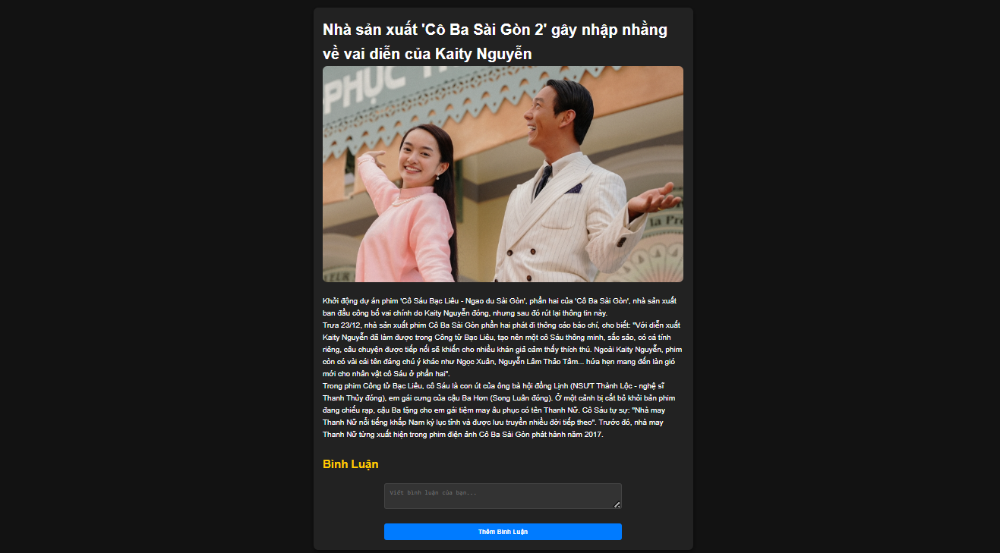 Nhà sản xuất 'Cô Ba Sài Gòn 2' gây nhập nhằng
về vai diễn của Kaity Nguyễn
PHỤC
la Pro
Khởi động dự án phim 'Cô Sáu Bạc Liêu - Ngao du Sài Gòn', phần hai của 'Cô Ba Sài Gòn', nhà sản xuất
ban đầu công bố vai chính do Kaity Nguyễn đóng, nhưng sau đó rút lại thông tin này.
Trưa 23/12, nhà sản xuất phim Cô Ba Sài Gòn phần hai phát đi thông cáo báo chí, cho biết: "Với diễn xuất
Kaity Nguyễn đã làm được trong Công tử Bạc Liêu, tạo nên một cô Sáu thông minh, sắc sảo, có cá tính
riêng, câu chuyện được tiếp nối sẽ khiến cho nhiều khán giả cảm thấy thích thú. Ngoài Kaity Nguyễn, phim
còn có vài cái tên đáng chú ý khác như Ngọc Xuân, Nguyễn Lâm Thảo Tâm... hứa hẹn mang đến làn gió
mới cho nhân vật cô Sáu ở phần hai".
Trong phim Công tử Bạc Liêu, cô Sáu là con út của ông bà hội đồng Lịnh (NSƯT Thành Lộc - nghệ sĩ
Thanh Thủy đóng), em gái cưng của cậu Ba Hơn (Song Luân đóng). Ở một cảnh bị cắt bỏ khỏi bản phim
đang chiếu rạp, cậu Ba tặng cho em gái tiệm may âu phục có tên Thanh Nữ. Cô Sáu tự sự: "Nhà may
Thanh Nữ nổi tiếng khắp Nam kỳ lục tỉnh và được lưu truyền nhiều đời tiếp theo". Trước đó, nhà may
Thanh Nữ từng xuất hiện trong phim điện ảnh Cô Ba Sài Gòn phát hành năm 2017.
Bình Luận
Viết bình luận của bạn...
Thêm Bình Luận